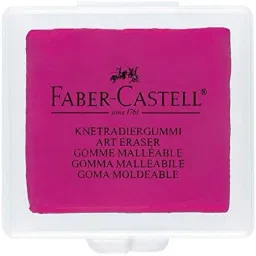 FABER-CASTELL
since 1761
KNETRADIERGUMMI
ART ERASER
GOMME MALLÉABLE
GOMMA MALLEABILE
GOMA MOLDEABLE